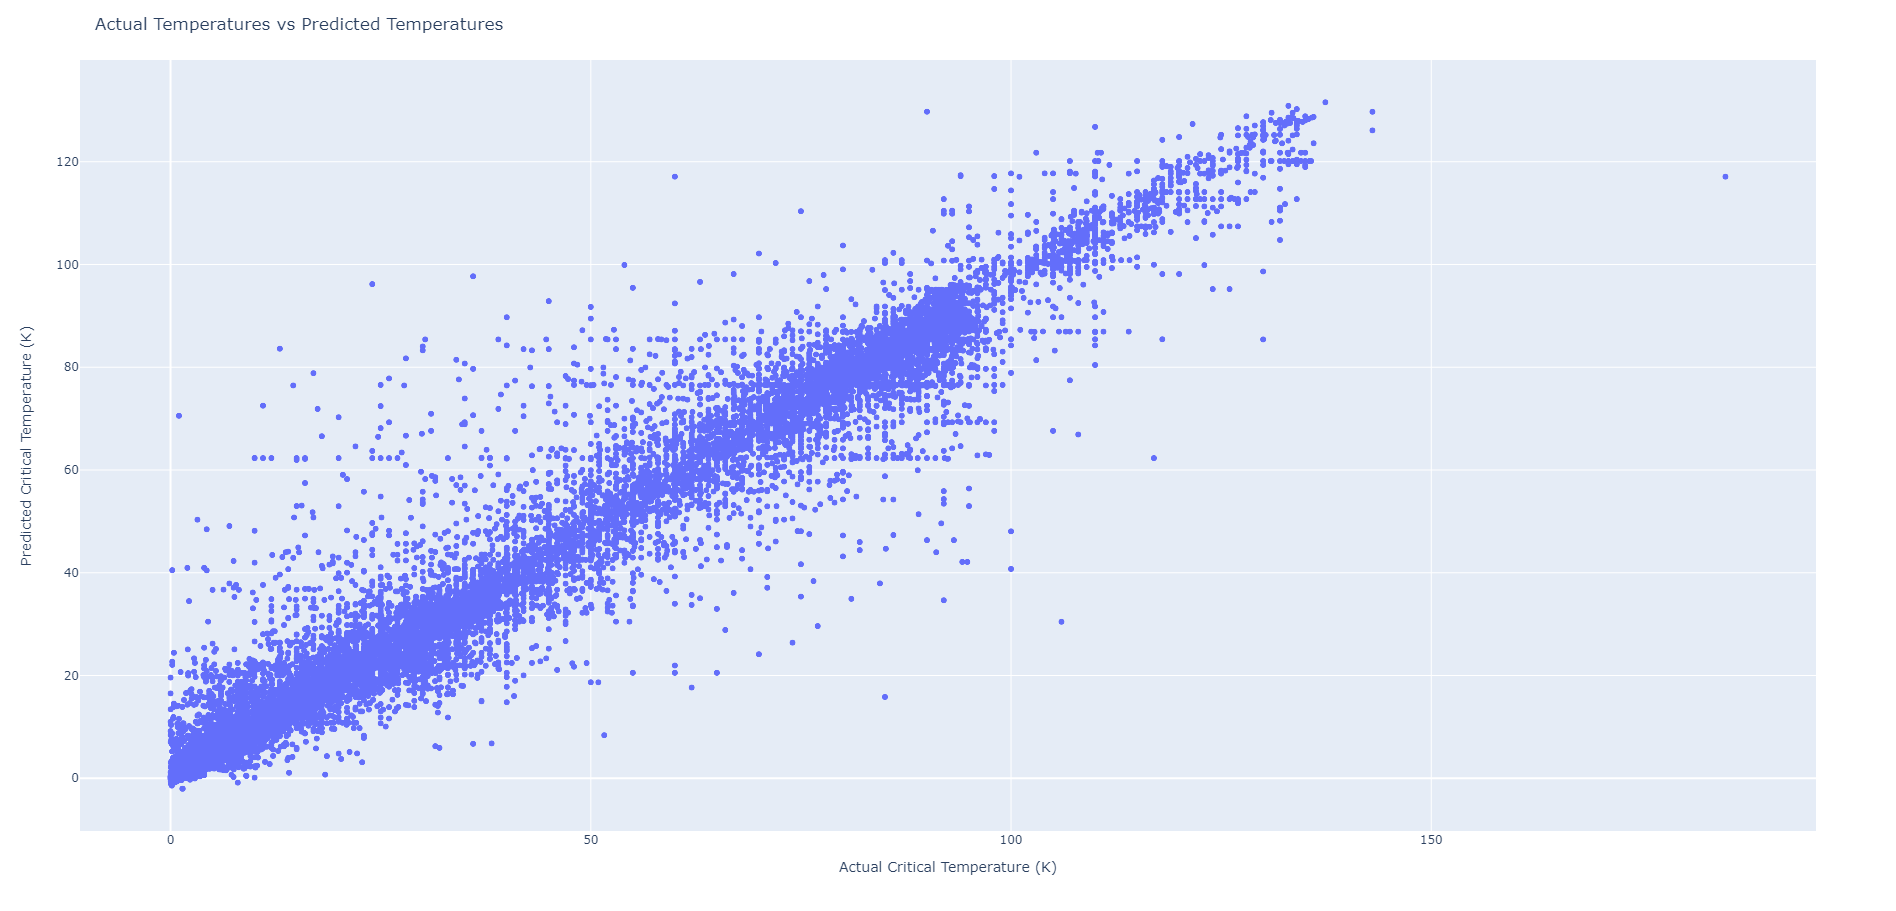 Actual Temperatures vs Predicted Temperatures
Predicted Critical Temperature (K)
120
100
80
60
40
20
0
0 50 100 150
Actual Critical Temperature (K)